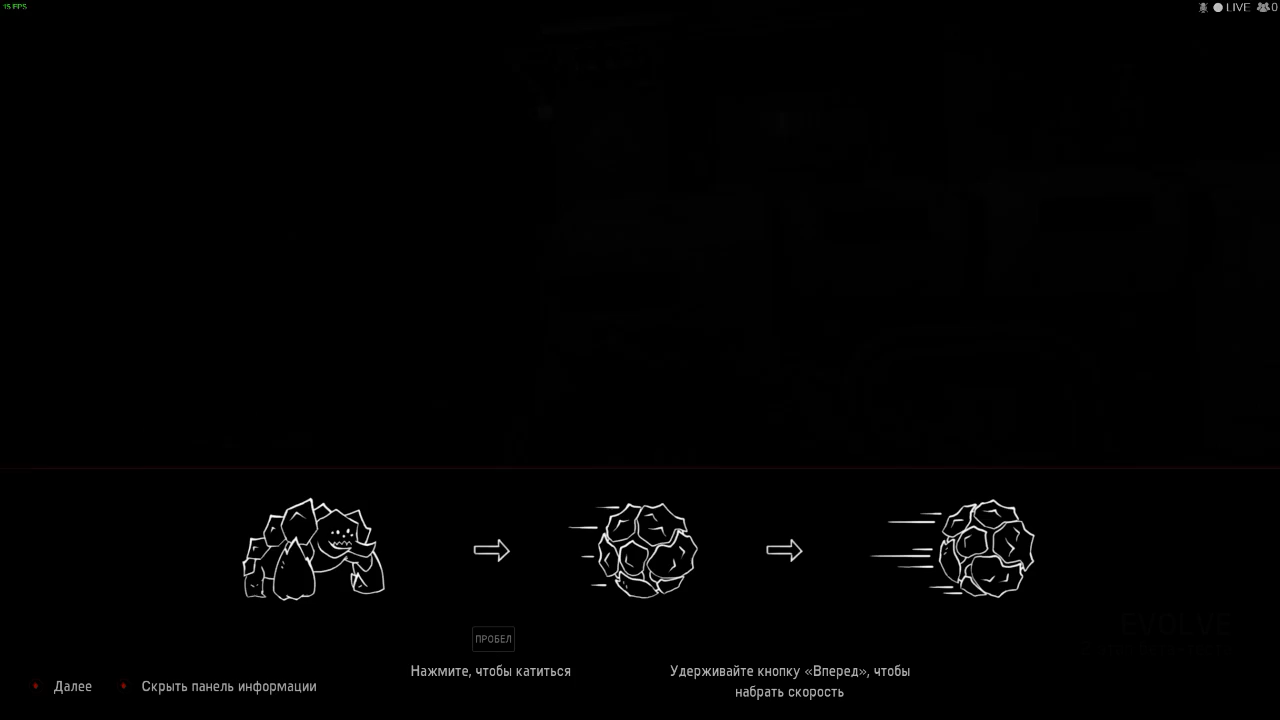 15 FPS
LIVE 0
EVOLVE
ПРОБЕЛ
Нажмите, чтобы катиться
Удерживайте кнопку «Вперед», чтобы
набрать скорость
Далее
Скрыть панель информации